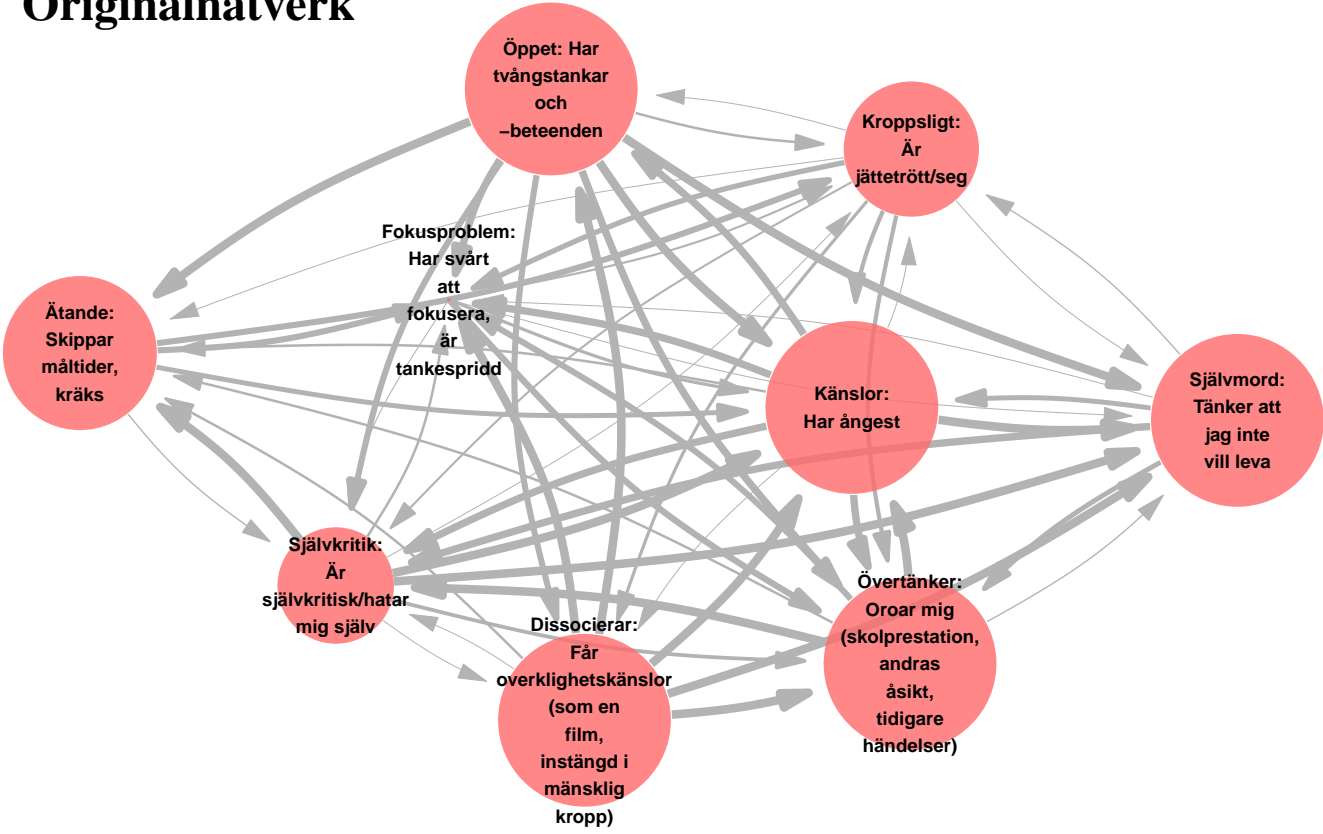 Originalnätverk
Öppet: Har
tvångstankar
och
−beteenden
Kroppsligt:
Är
jättetrött/seg
Fokusproblem:
Har svårt
att
fokusera,
är
tankespridd
Ätande:
Skippar
måltider,
kräks
Känslor:
Har ångest
Självmord:
Tänker att
jag inte
vill leva
Självkritik:
Är
självkritisk/hatar
mig själv
Dissocierar:
Får
overklighetskänslor
(som en
film,
instängd i
mänsklig
kropp)
Övertänker:
Oroar mig
(skolprestation,
andras
åsikt,
tidigare
händelser)